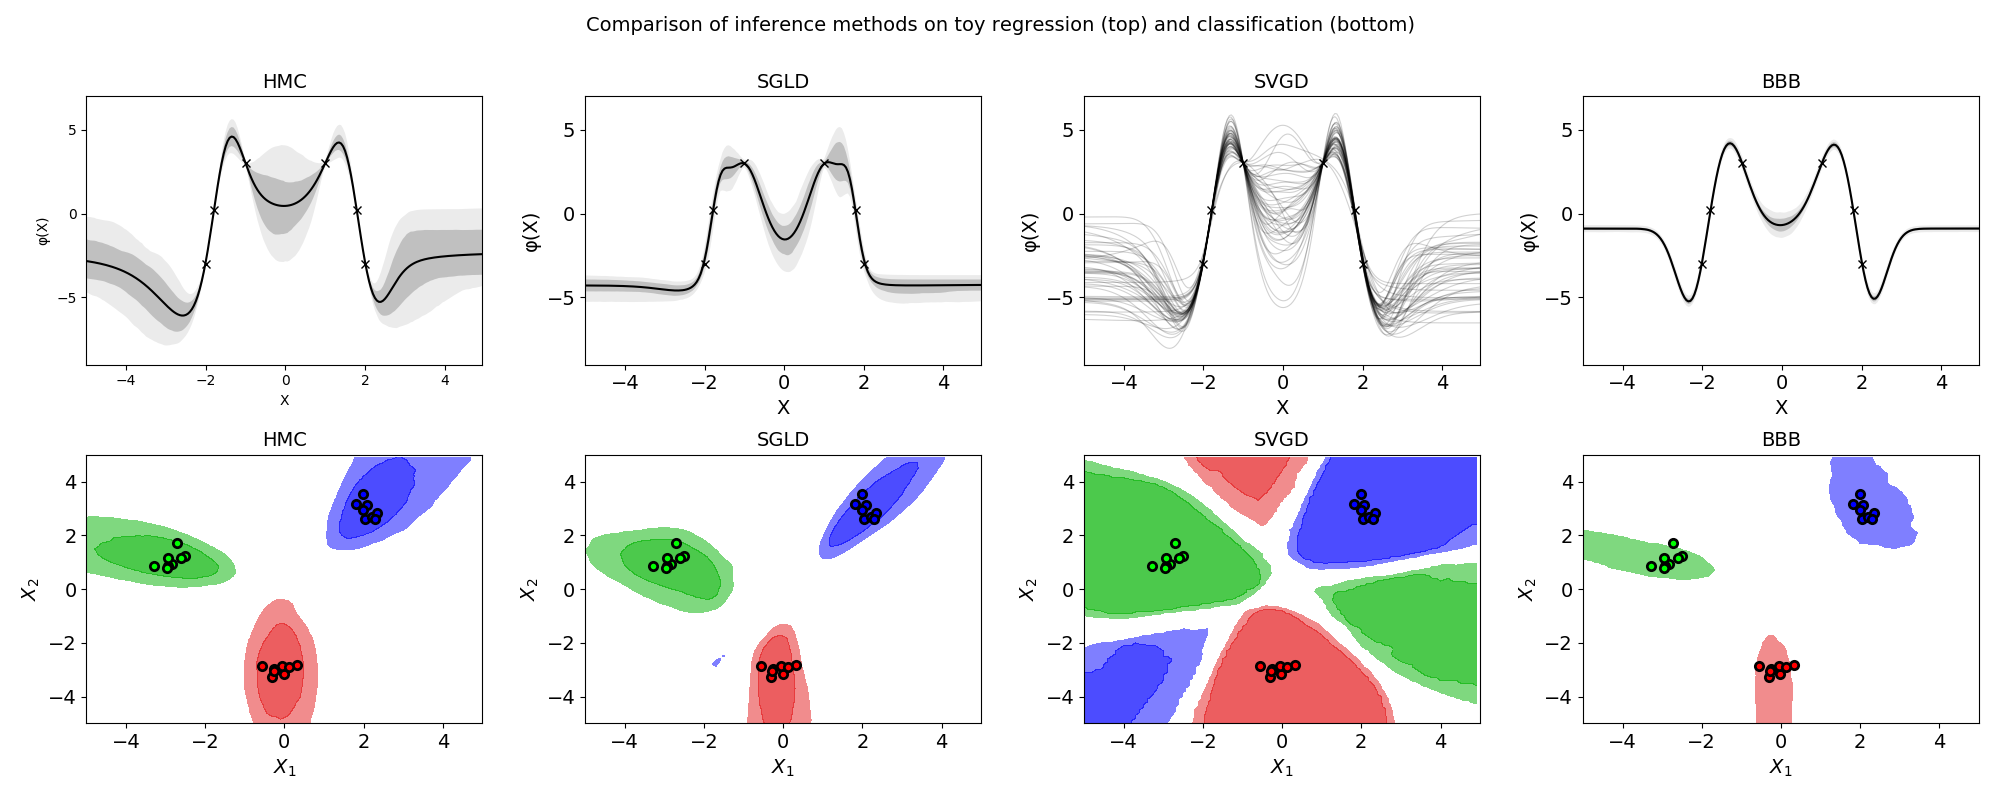 Comparison of inference methods on toy regression (top) and classification (bottom)
HMC SGLD SVGD BBB
5 5 5 5
0 0 0 0
−5 −5 −5 −5
φ(X) φ(X) φ(X) φ(X)
−4 −2 0 2 4 −4 −2 0 2 4 −4 −2 0 2 4 −4 −2 0 2 4
X X X X
HMC SGLD SVGD BBB
4 4 4 4
2 2 2 2
0 0 0 0
−2 −2 −2 −2
−4 −4 −4 −4
X₂ X₂ X₂ X₂
−4 −2 0 2 4 −4 −2 0 2 4 −4 −2 0 2 4 −4 −2 0 2 4
X₁ X₁ X₁ X₁